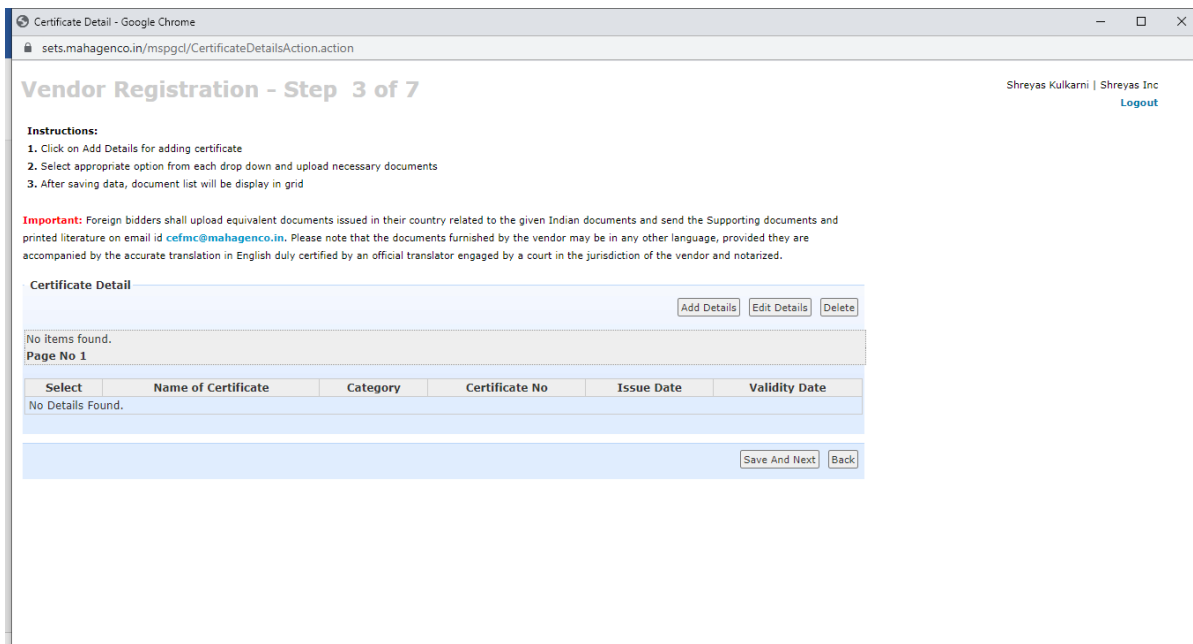 Certificate Detail - Google Chrome
sets.mahagenco.in/mspgcl/CertificateDetailsAction.action
Vendor Registration - Step 3 of 7
Shreyas Kulkarni | Shreyas Inc
Logout
Instructions:
1. Click on Add Details for adding certificate
2. Select appropriate option from each drop down and upload necessary documents
3. After saving data, document list will be display in grid
Important: Foreign bidders shall upload equivalent documents issued in their country related to the given Indian documents and send the Supporting documents and
printed literature on email id cefmc@mahagenco.in. Please note that the documents furnished by the vendor may be in any other language, provided they are
accompanied by the accurate translation in English duly certified by an official translator engaged by a court in the jurisdiction of the vendor and notarized.
Certificate Detail
Add Details Edit Details Delete
No items found.
Page No 1
Select Name of Certificate Category Certificate No Issue Date Validity Date
No Details Found.
Save And Next Back